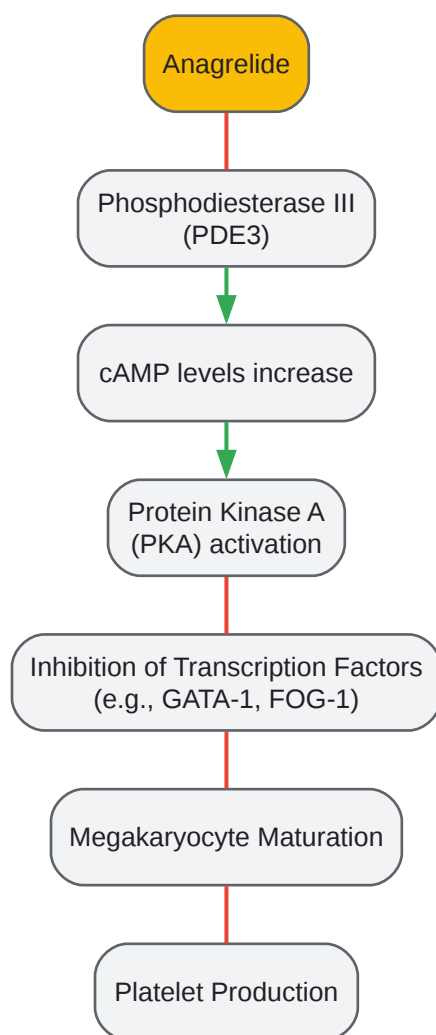 Anagrelide
Phosphodiesterase III
(PDE3)
cAMP levels increase
Protein Kinase A
(PKA) activation
Inhibition of Transcription Factors
(e.g., GATA-1, FOG-1)
Megakaryocyte Maturation
Platelet Production